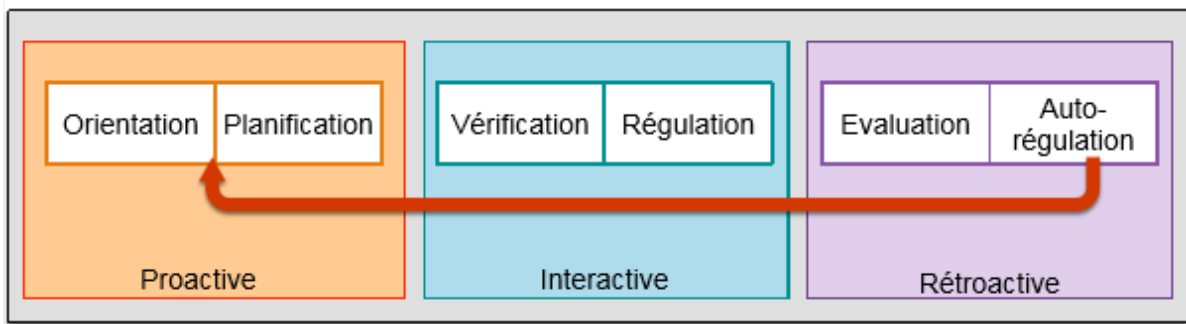 Orientation
Planification
Vérification
Régulation
Evaluation
Auto-
régulation
Proactive
Interactive
Rétroactive